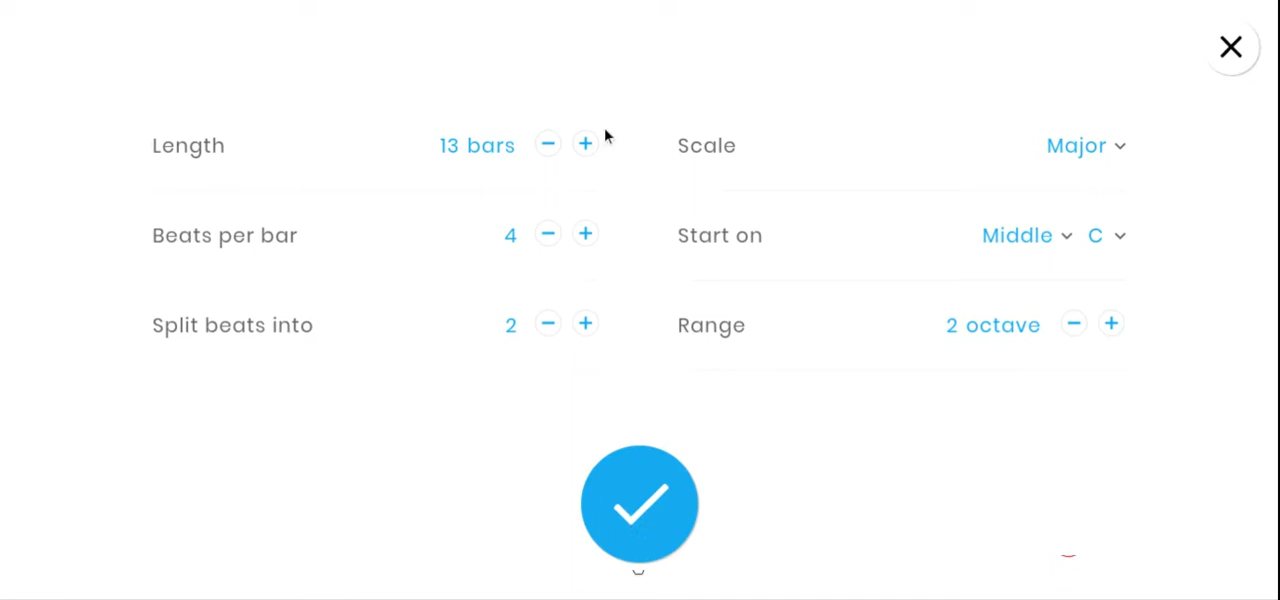 Length 13 bars
Scale Major
Beats per bar 4
Start on Middle C
Split beats into 2
Range 2 octave